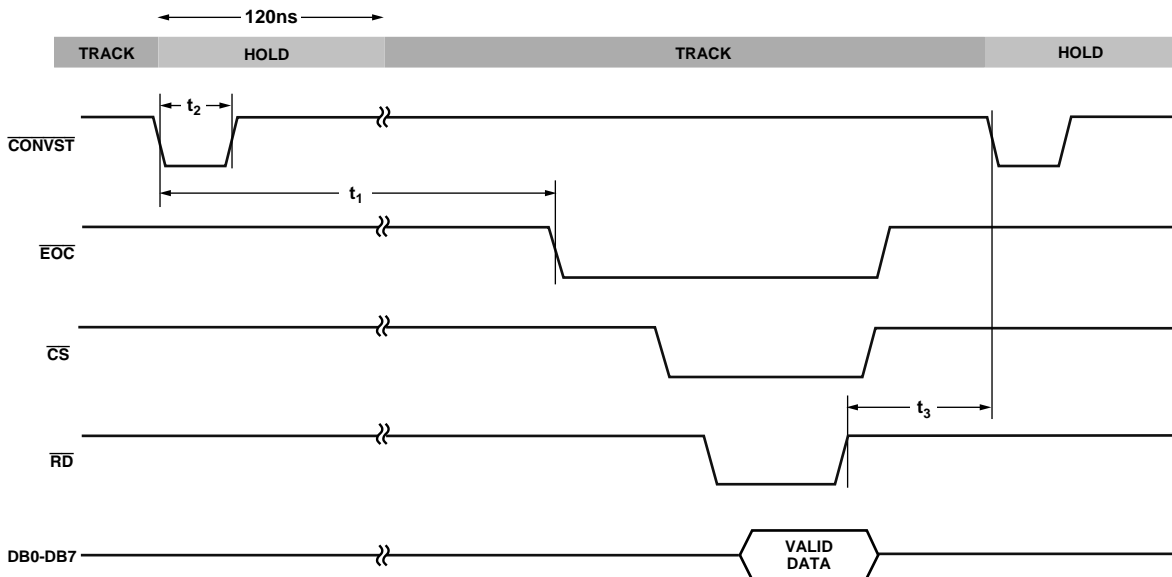 120ns
TRACK HOLD TRACK HOLD
t2
CONVST
t1
EOC
CS
t3
RD
DB0-DB7
VALID
DATA